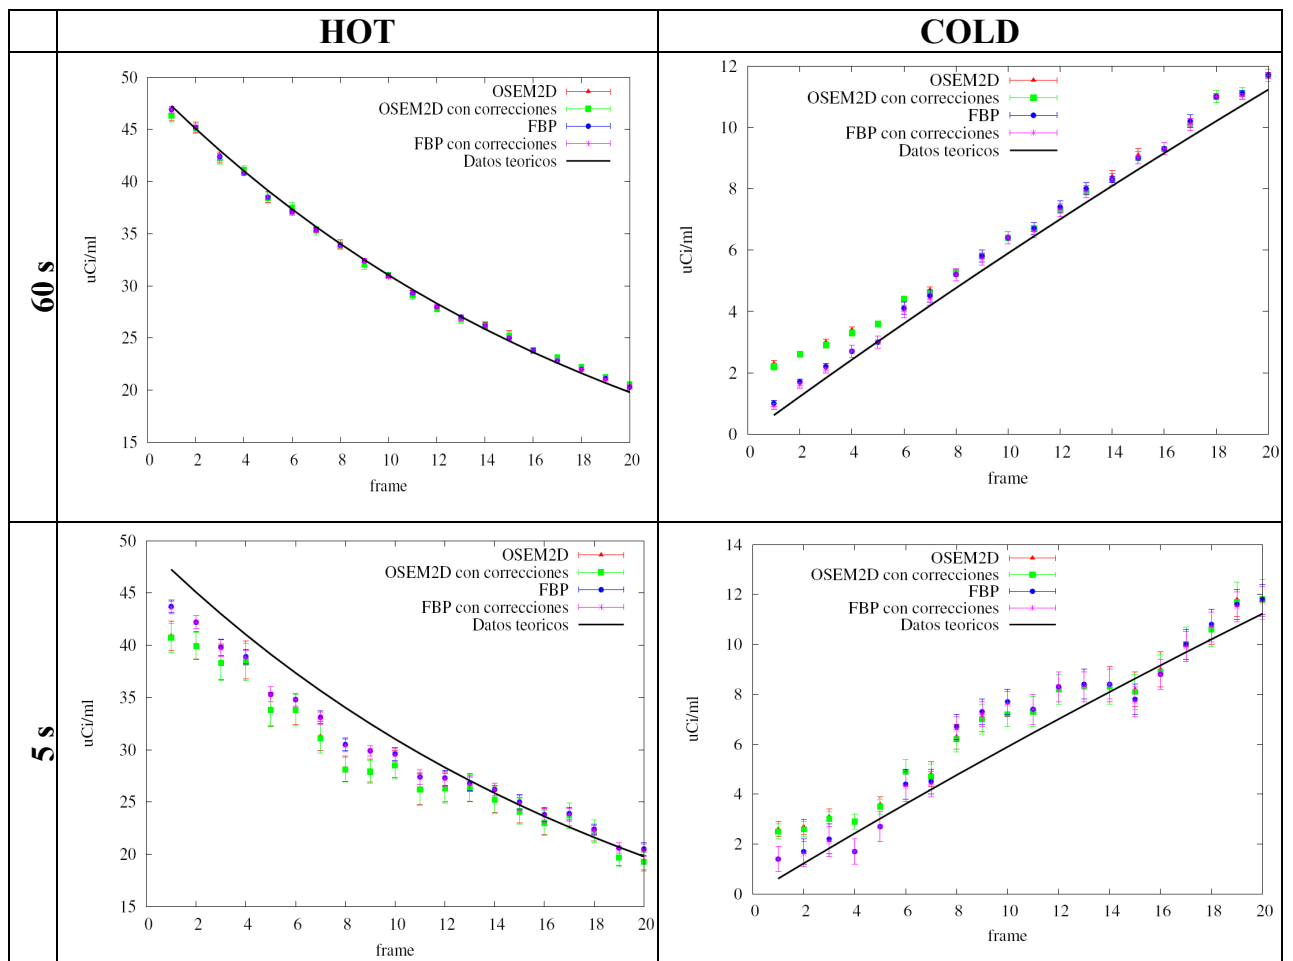 HOT
COLD
60 s
50
45
40
35
30
25
20
15
uCi/ml
OSEM2D
OSEM2D con correcciones
FBP
FBP con correcciones
Datos teoricos
0 2 4 6 8 10 12 14 16 18 20
frame
12
10
8
6
4
2
0
uCi/ml
OSEM2D
OSEM2D con correcciones
FBP
FBP con correcciones
Datos teoricos
0 2 4 6 8 10 12 14 16 18 20
frame
5 s
50
45
40
35
30
25
20
15
uCi/ml
OSEM2D
OSEM2D con correcciones
FBP
FBP con correcciones
Datos teoricos
0 2 4 6 8 10 12 14 16 18 20
frame
14
12
10
8
6
4
2
0
uCi/ml
OSEM2D
OSEM2D con correcciones
FBP
FBP con correcciones
Datos teoricos
0 2 4 6 8 10 12 14 16 18 20
frame